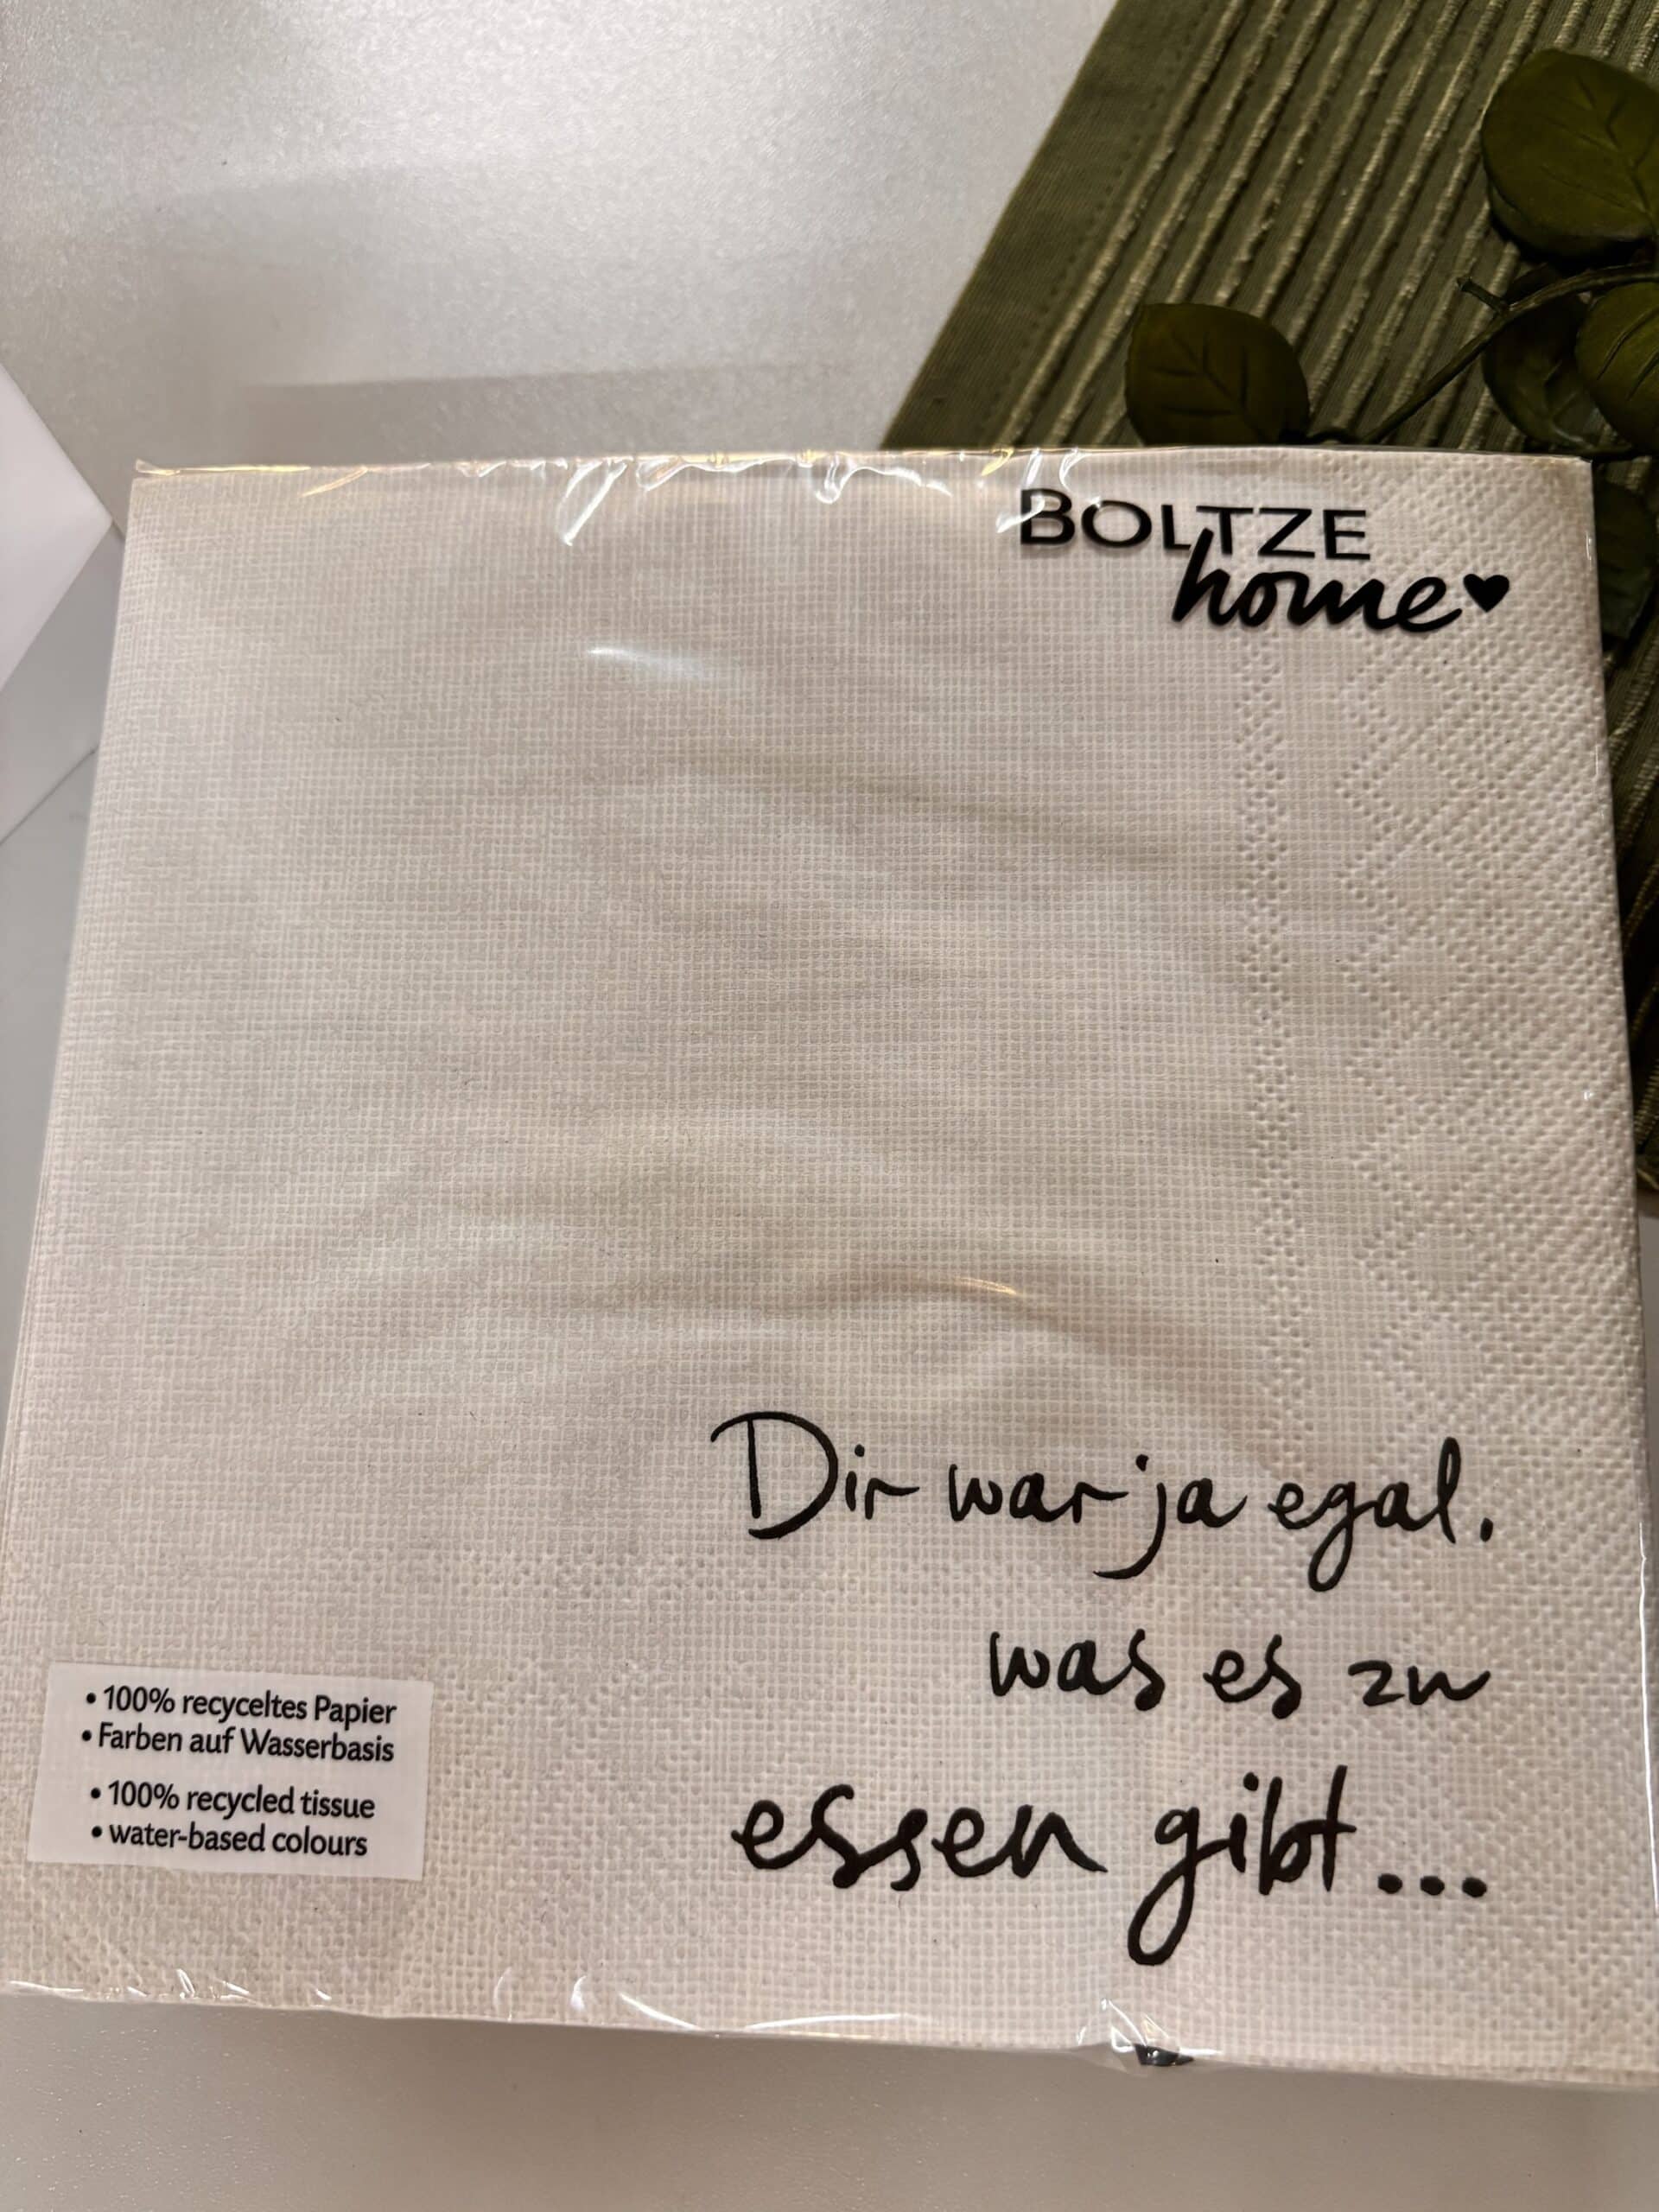 BOLTZE
home♥
Dir war ja egal.
was es zu
essen gibt...
• 100% recyceltes Papier
• Farben auf Wasserbasis
• 100% recycled tissue
• water-based colours